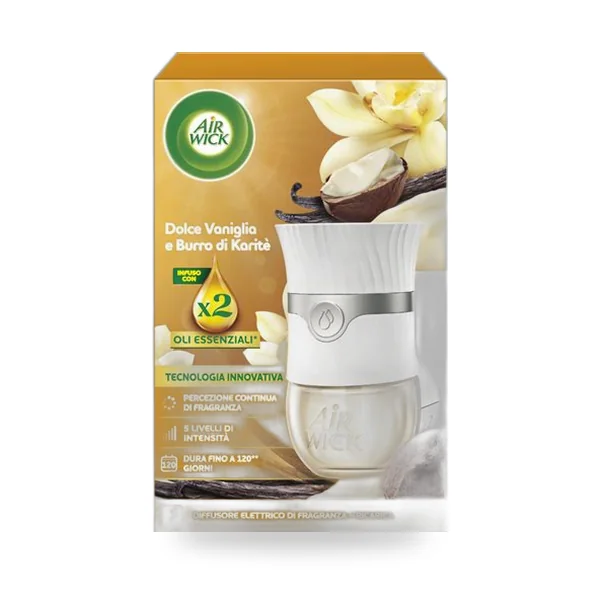 AIR
WICK
Dolce Vaniglia
e Burro di Karitè
INFUSO
CON
x2
OLI ESSENZIALI*
TECNOLOGIA INNOVATIVA
PERCEZIONE CONTINUA
DI FRAGRANZA
5 LIVELLI DI
INTENSITÀ
120
DURA FINO A 120**
GIORNI
AIR
WICK
DIFFUSORE ELETTRICO DI FRAGRANZA